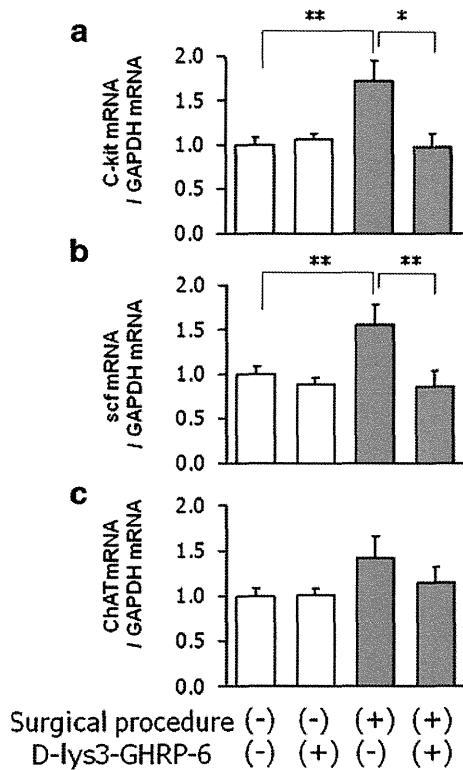 a
** *
C-kit mRNA
/ GAPDH mRNA
2.0
1.5
1.0
0.5
0.0
b
** **
scf mRNA
/ GAPDH mRNA
2.0
1.5
1.0
0.5
0.0
c
ChAT mRNA
/ GAPDH mRNA
2.0
1.5
1.0
0.5
0.0
Surgical procedure (-) (-) (+) (+)
D-lys3-GHRP-6 (-) (+) (-) (+)